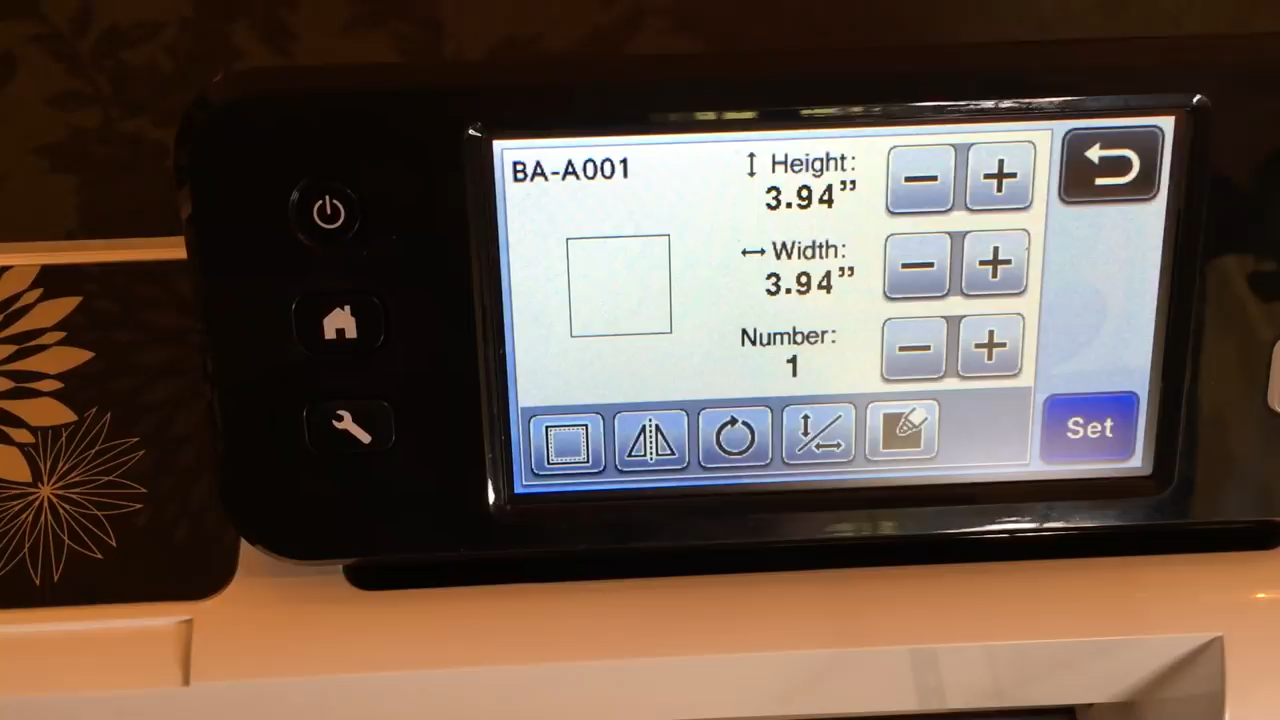 BA-A001
Height:
3.94”
Width:
3.94”
Number:
1
Set